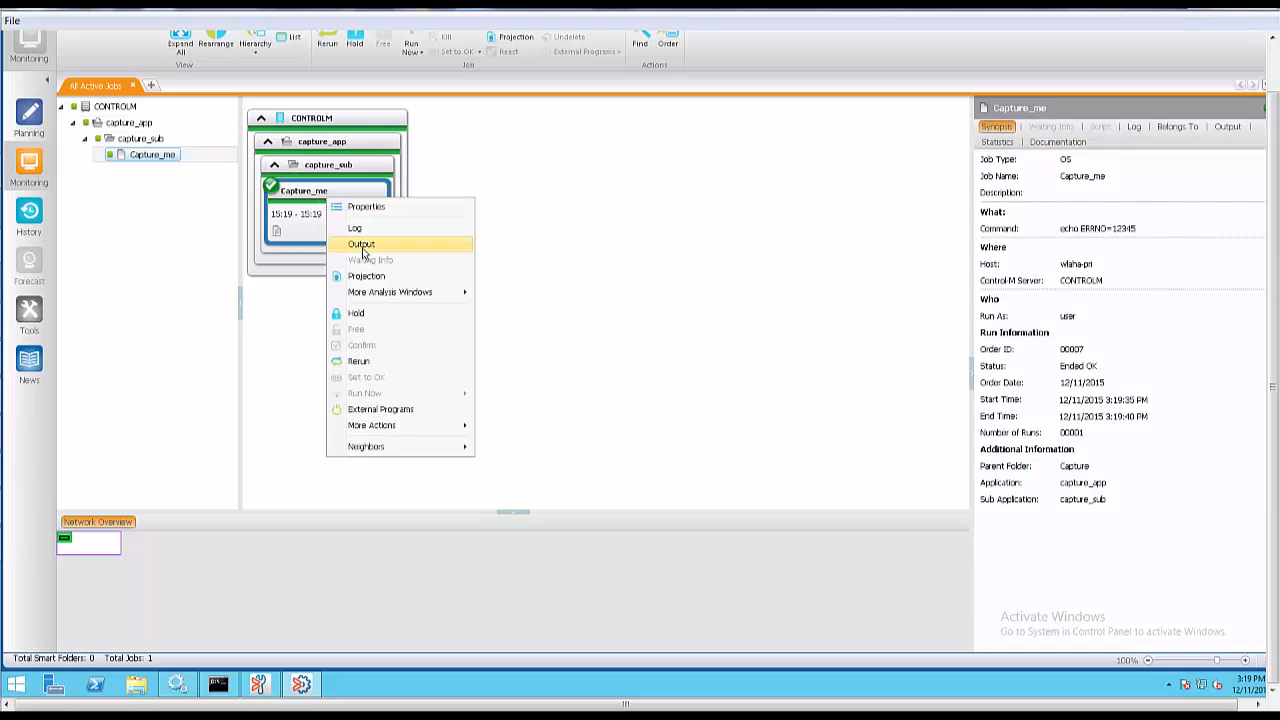 File
Monitoring
Expand
All
Rearrange
Hierarchy
List
View
Rerun
Hold
Free
Run
Now
Kill
Set to OK
Projection
React
Undelete
External Programs
Job
Find
Order
Actions
All Active Jobs
Planning
Monitoring
History
Forecast
Tools
News
CONTROLM
capture_app
capture_sub
Capture_me
CONTROLM
capture_app
capture_sub
Capture_me
15:19 - 15:19
Properties
Log
Output
Waiting Info
Projection
More Analysis Windows
Hold
Free
Confirm
Rerun
Set to OK
Run Now
External Programs
More Actions
Neighbors
Capture_me
Synopsis Waiting Info Script Log Belongs To Output
Statistics Documentation
Job Type: OS
Job Name: Capture_me
Description:
What:
Command: echo ERRNO=12345
Where
Host: wlaha-pri
Control-M Server: CONTROLM
Who
Run As: user
Run Information
Order ID: 00007
Status: Ended OK
Order Date: 12/11/2015
Start Time: 12/11/2015 3:19:35 PM
End Time: 12/11/2015 3:19:40 PM
Number of Runs: 00001
Additional Information
Parent Folder: Capture
Application: capture_app
Sub Application: capture_sub
Network Overview
Activate Windows
Go to System in Control Panel to activate Windows.
Total Smart Folders: 0 Total Jobs: 1
100%
3:19 PM
12/11/201